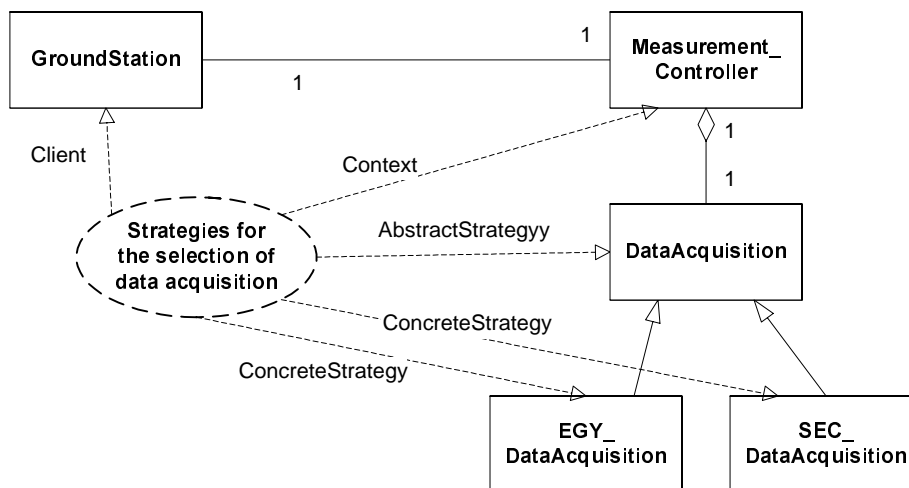 GroundStation
1
1
Measurement_
Controller
Client
Context
1
1
Strategies for
the selection of
data acquisition
AbstractStrategyy
DataAcquisition
ConcreteStrategy
ConcreteStrategy
EGY_
DataAcquisition
SEC_
DataAcquisition